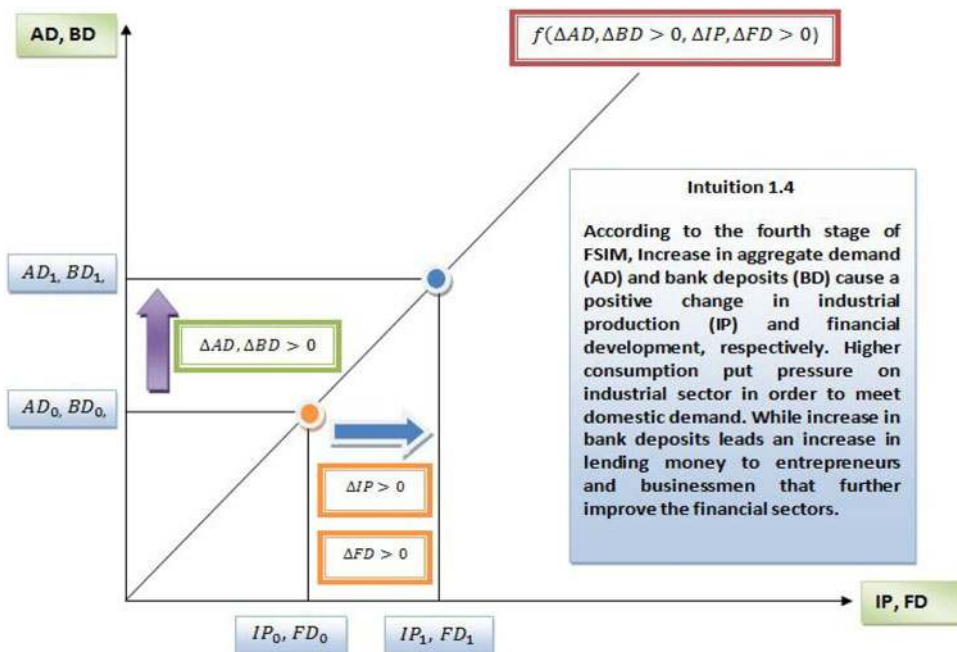 AD, BD
f(ΔAD, ΔBD > 0, ΔIP, ΔFD > 0)
Intuition 1.4
According to the fourth stage of
FSIM, Increase in aggregate demand
(AD) and bank deposits (BD) cause a
positive change in industrial
production (IP) and financial
development, respectively. Higher
consumption put pressure on
industrial sector in order to meet
domestic demand. While increase in
bank deposits leads an increase in
lending money to entrepreneurs
and businessmen that further
improve the financial sectors.
AD₁, BD₁,
ΔAD, ΔBD > 0
AD₀, BD₀,
ΔIP > 0
ΔFD > 0
IP, FD
IP₀, FD₀
IP₁, FD₁